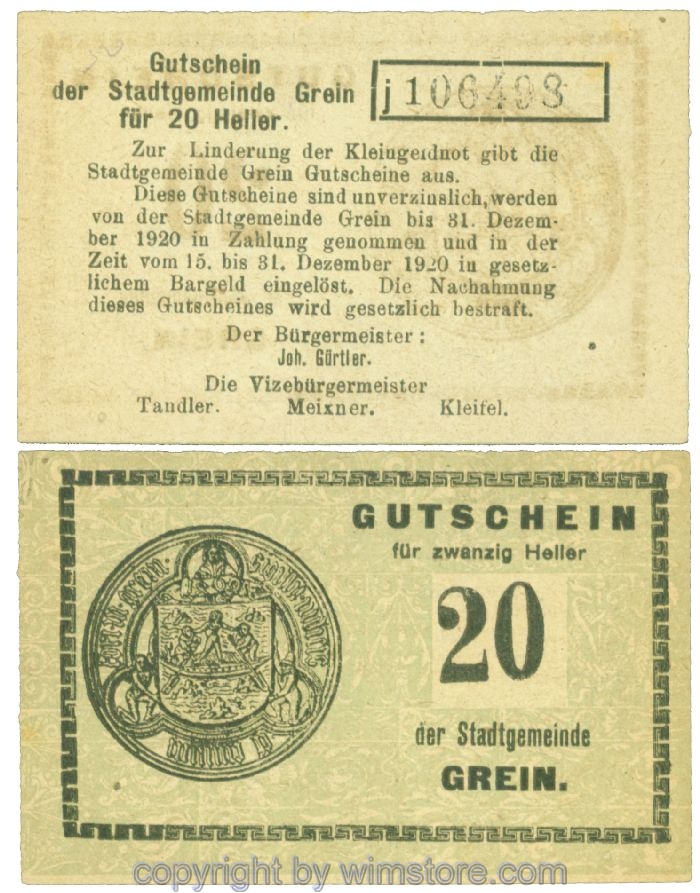 Gutschein
der Stadtgemeinde Grein
für 20 Heller.
j 106498
Zur Linderung der Kleingeldnot gibt die
Stadtgemeinde Grein Gutscheine aus.
Diese Gutscheine sind unverzinslich, werden
von der Stadtgemeinde Grein bis 31. Dezem-
ber 1920 in Zahlung genommen und in der
Zeit vom 15. bis 31. Dezember 1920 in gesetz-
lichem Bargeld eingelöst. Die Nachahmung
dieses Gutscheines wird gesetzlich bestraft.
Der Bürgermeister:
Joh. Gürtler.
Die Vizebürgermeister
Tandler. Meixner. Kleifel.
GUTSCHEIN
für zwanzig Heller
20
der Stadtgemeinde
GREIN.
copyright by wimstore.com